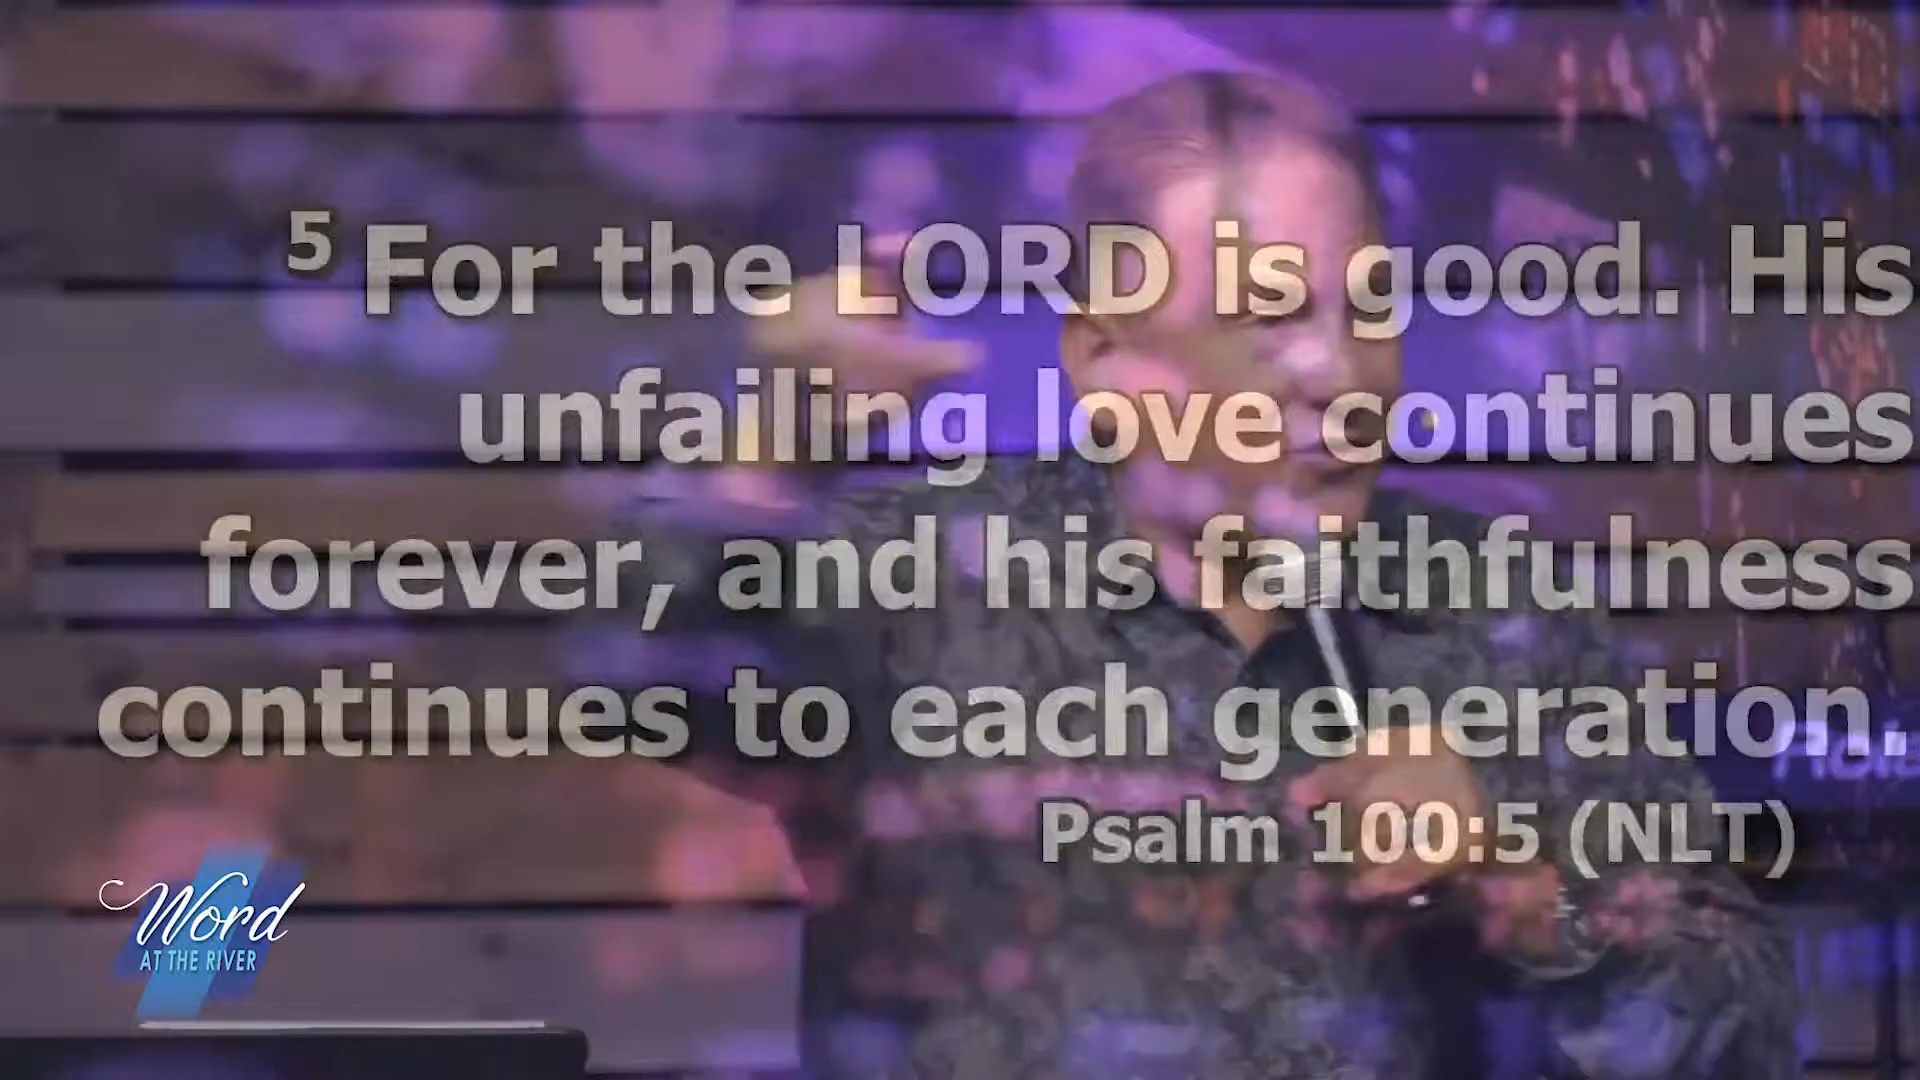 5 For the LORD is good. His
unfailing love continues
forever, and his faithfulness
continues to each generation.
Psalm 100:5 (NLT)
Word
AT THE RIVER